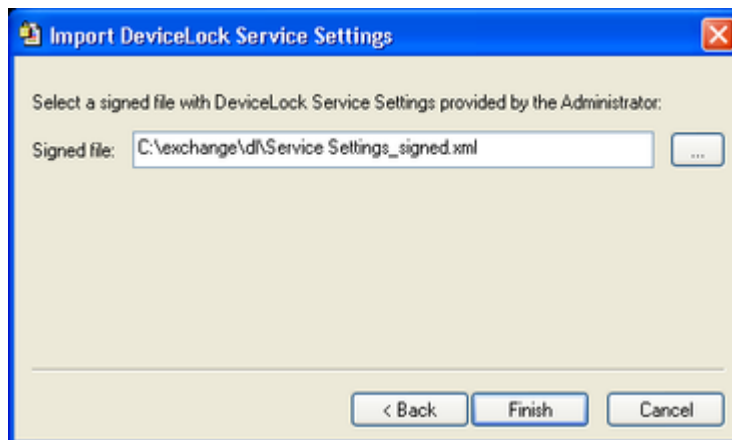 Import DeviceLock Service Settings
Select a signed file with DeviceLock Service Settings provided by the Administrator:
Signed file: C:\exchange\dl\Service Settings_signed.xml ...
< Back Finish Cancel